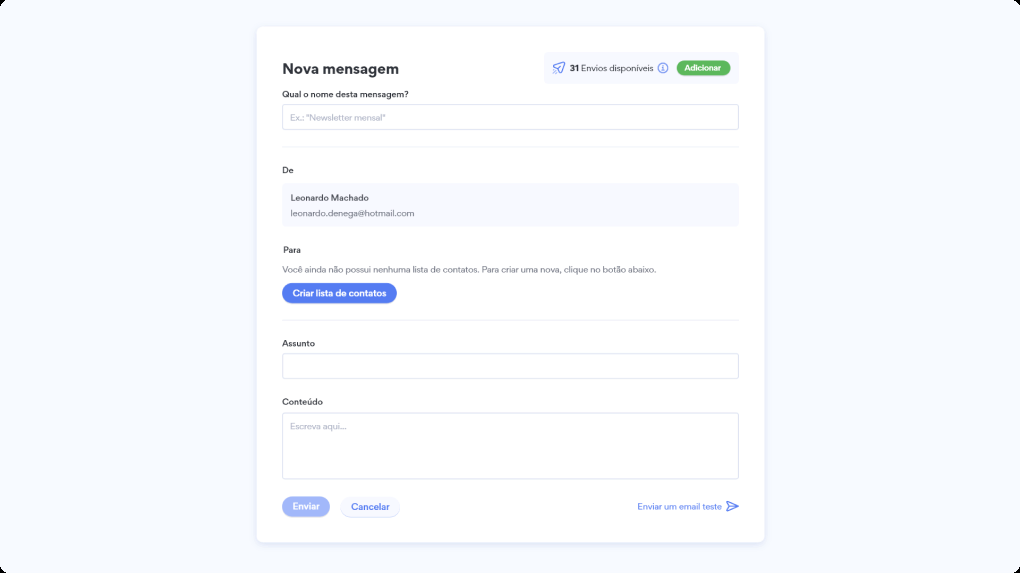 Nova mensagem
31 Envios disponíveis
Adicionar
Qual o nome desta mensagem?
Ex.: "Newsletter mensal"
De
Leonardo Machado
leonardo.denega@hotmail.com
Para
Você ainda não possui nenhuma lista de contatos. Para criar uma nova, clique no botão abaixo.
Criar lista de contatos
Assunto
Conteúdo
Escreva aqui...
Enviar
Cancelar
Enviar um email teste